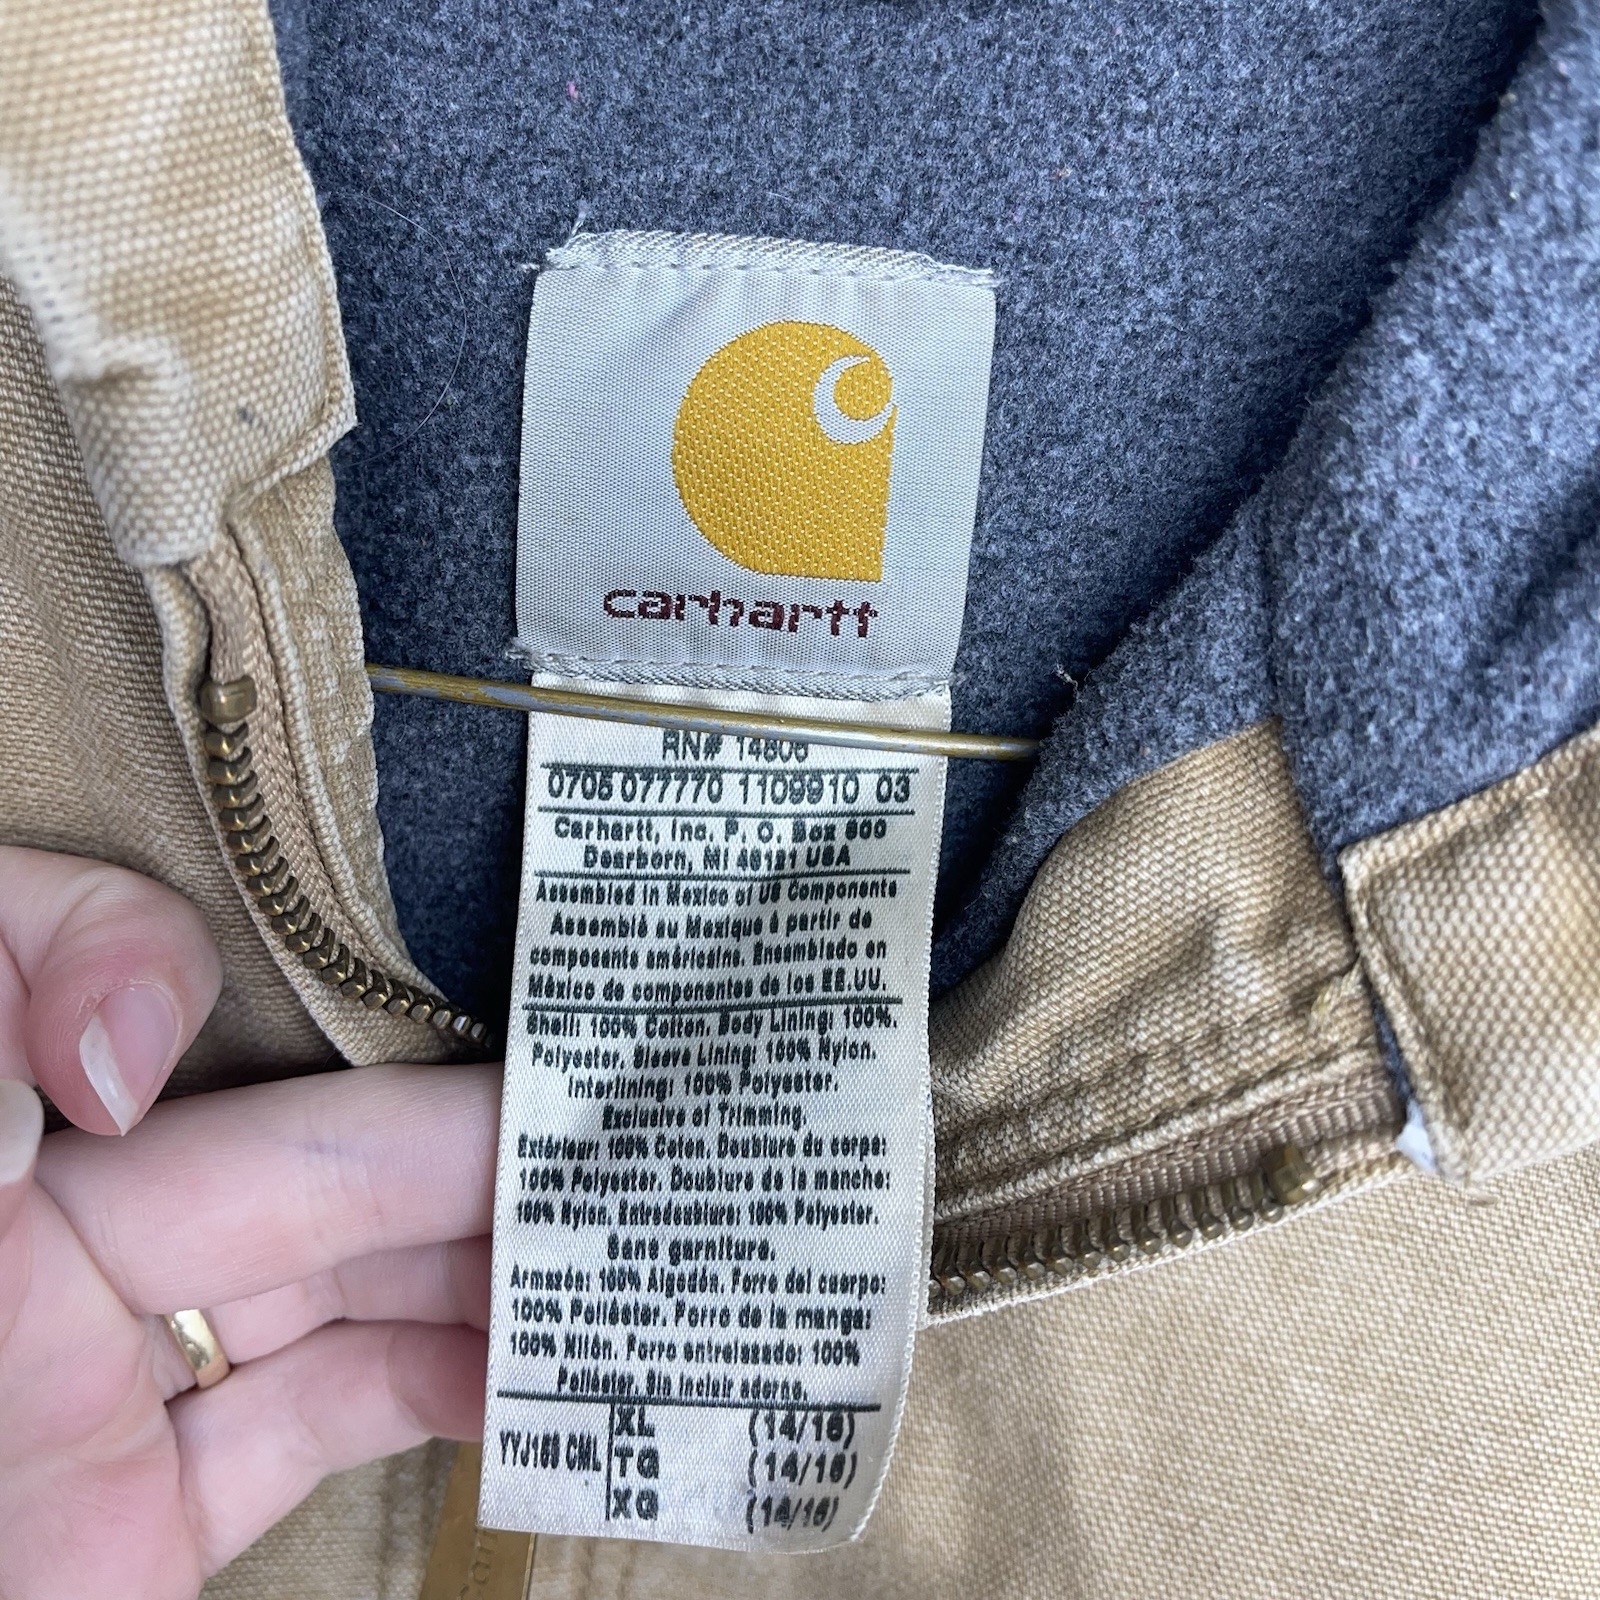 carhartt
RN# 14806
0705 077770 1109910 03
Carhartt, Inc. P. O. Box 600
Dearborn, MI 48121 USA
Assembled in Mexico of US Components
Assemblé au Mexique à partir de
composants américains. Ensamblado en
México de componentes de los EE.UU.
Shell: 100% Cotton. Body Lining: 100%.
Polyester. Sleeve Lining: 100% Nylon.
Interlining: 100% Polyester.
Exclusive of Trimming.
Extérieur: 100% Coton. Doublure du corps:
100% Polyester. Doublure de la manche:
100% Nylon. Entredoublure: 100% Polyester.
Sans garniture.
Armazón: 100% Algodón. Forro del cuerpo:
100% Poliéster. Forro de la manga:
100% Nilón. Forro entrelazado: 100%
Poliéster. Sin incluir adorno.
YYJ159 CML
XL (14/16)
TG (14/16)
XG (14/16)